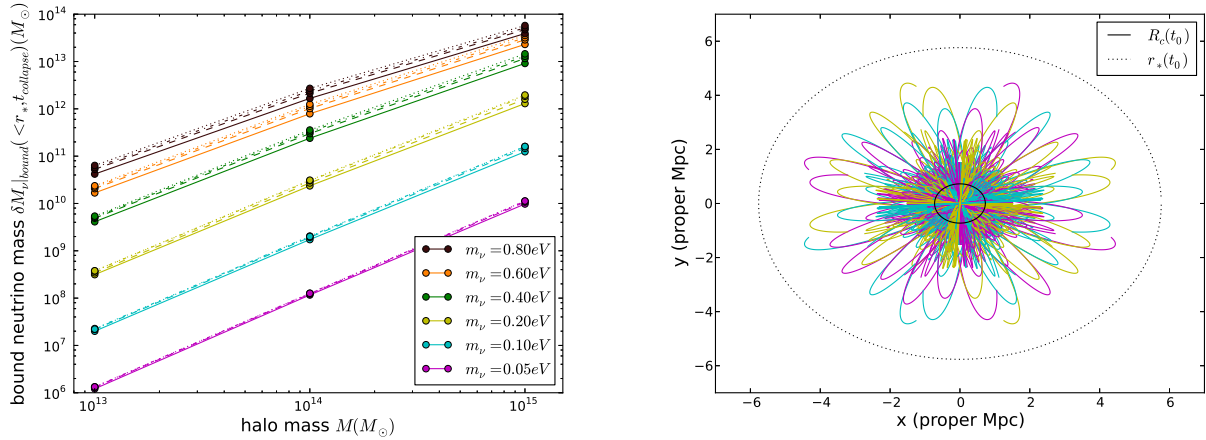 bound neutrino mass δM_ν|_bound(<r_*,t_collapse)(M_⊙)
10^14
10^13
10^12
10^11
10^10
10^9
10^8
10^7
10^6
m_ν=0.80eV
m_ν=0.60eV
m_ν=0.40eV
m_ν=0.20eV
m_ν=0.10eV
m_ν=0.05eV
10^13
10^14
10^15
halo mass M(M_⊙)
y (proper Mpc)
6
4
2
0
−2
−4
−6
R_c(t_0)
r_*(t_0)
−6
−4
−2
0
2
4
6
x (proper Mpc)